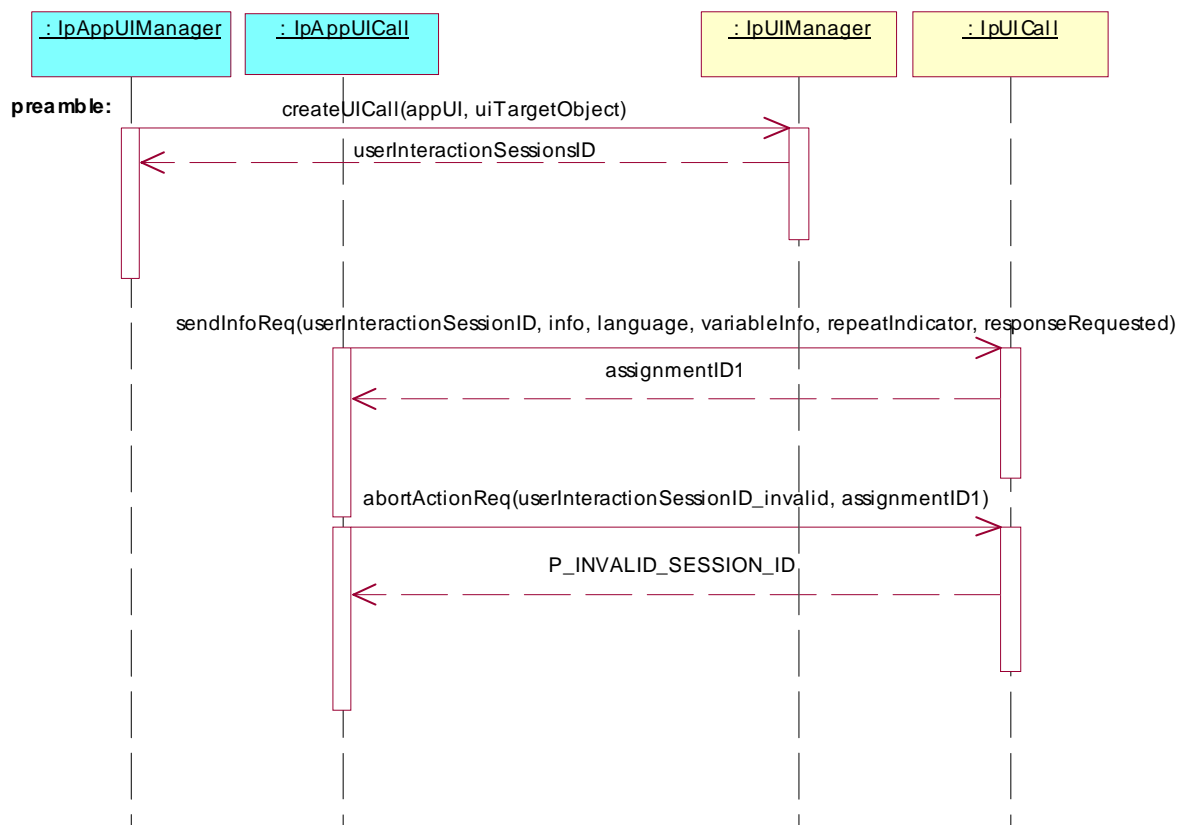 : IpAppUIManager
: IpAppUICall
: IpUIManager
: IpUICall
preamble:
createUICall(appUI, uiTargetObject)
userInteractionSessionsID
sendInfoReq(userInteractionSessionID, info, language, variableInfo, repeatIndicator, responseRequested)
assignmentID1
abortActionReq(userInteractionSessionID_invalid, assignmentID1)
P_INVALID_SESSION_ID